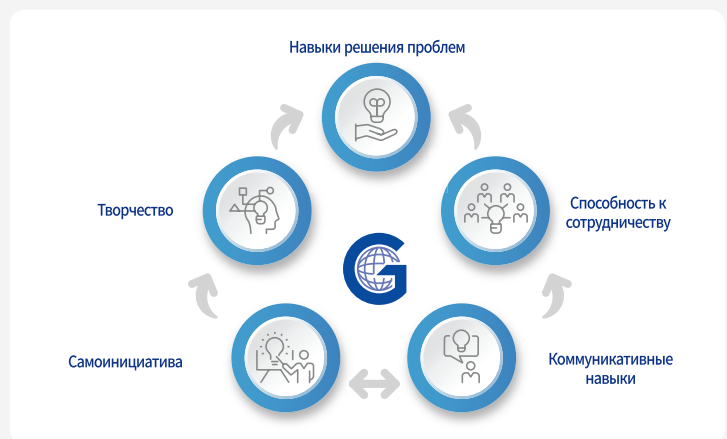 Навыки решения проблем
Творчество
Способность к
сотрудничеству
Самоинициатива
Коммуникативные
навыки
G